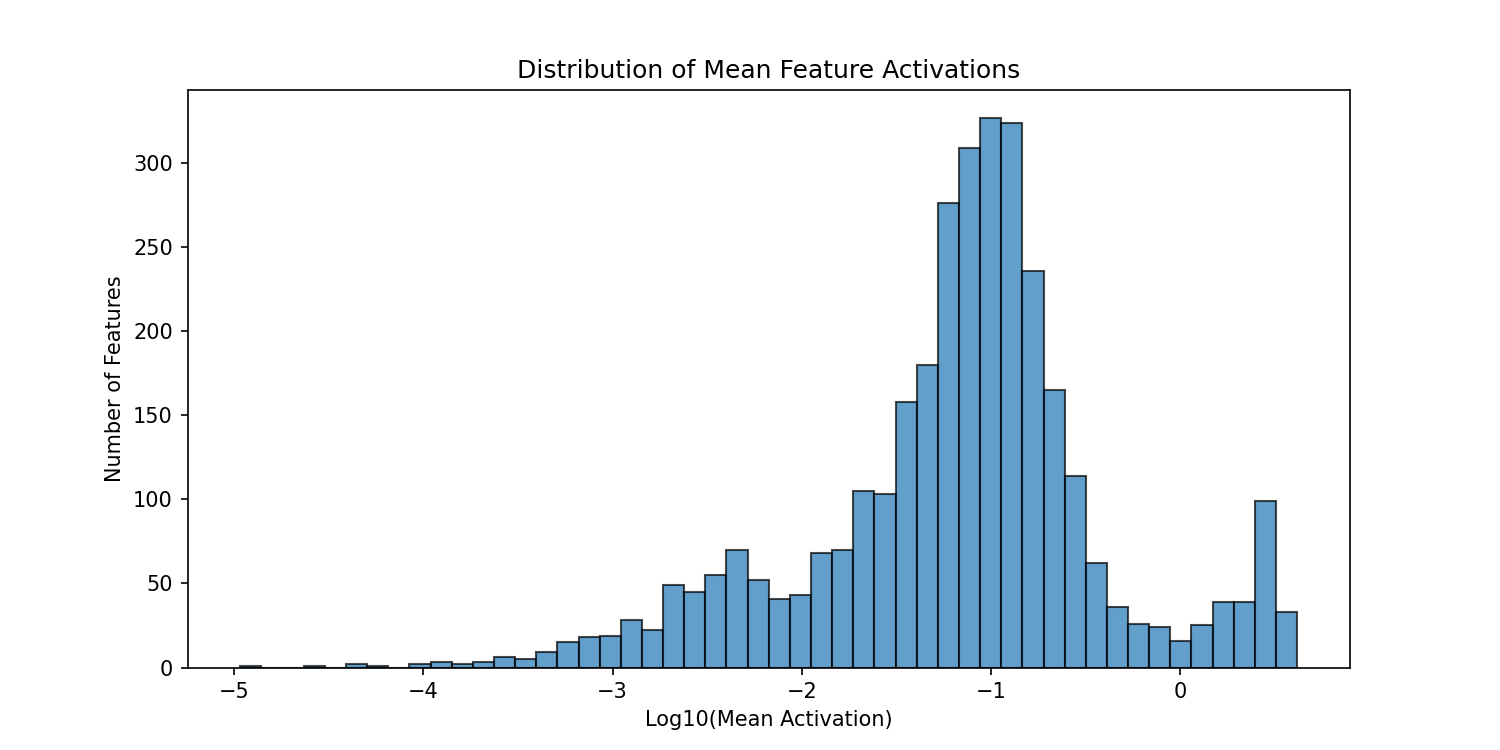 Distribution of Mean Feature Activations
Number of Features
300
250
200
150
100
50
0
−5 −4 −3 −2 −1 0
Log10(Mean Activation)